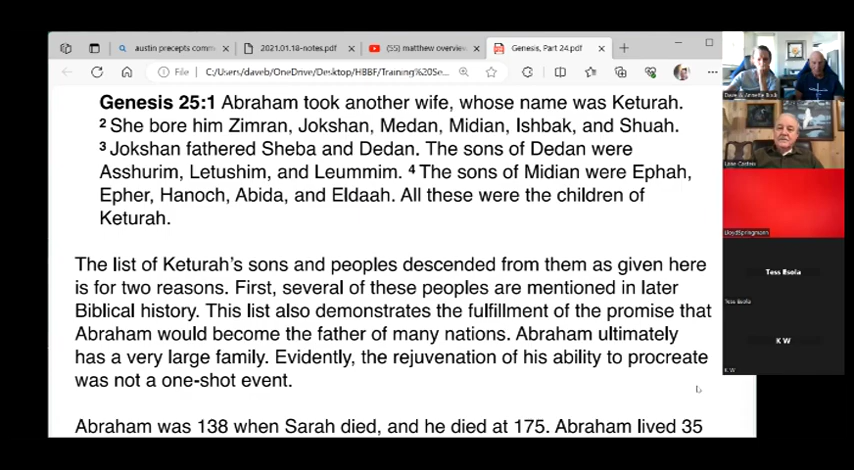 austin precepts comm
2021.01.18-notes.pdf
(55) matthew overview
Genesis, Part 24.pdf
File
C:/Users/daveb/OneDrive/Desktop/HBBF/Training%20Se...
Genesis 25:1 Abraham took another wife, whose name was Keturah.
2 She bore him Zimran, Jokshan, Medan, Midian, Ishbak, and Shuah.
3 Jokshan fathered Sheba and Dedan. The sons of Dedan were
Asshurim, Letushim, and Leummim. 4 The sons of Midian were Ephah,
Epher, Hanoch, Abida, and Eldaah. All these were the children of
Keturah.
The list of Keturah's sons and peoples descended from them as given here
is for two reasons. First, several of these peoples are mentioned in later
Biblical history. This list also demonstrates the fulfillment of the promise that
Abraham would become the father of many nations. Abraham ultimately
has a very large family. Evidently, the rejuvenation of his ability to procreate
was not a one-shot event.
Abraham was 138 when Sarah died, and he died at 175. Abraham lived 35
Dave & Annette
LloydSpringmann
Tess Esola
Tess Esola
K W
K W